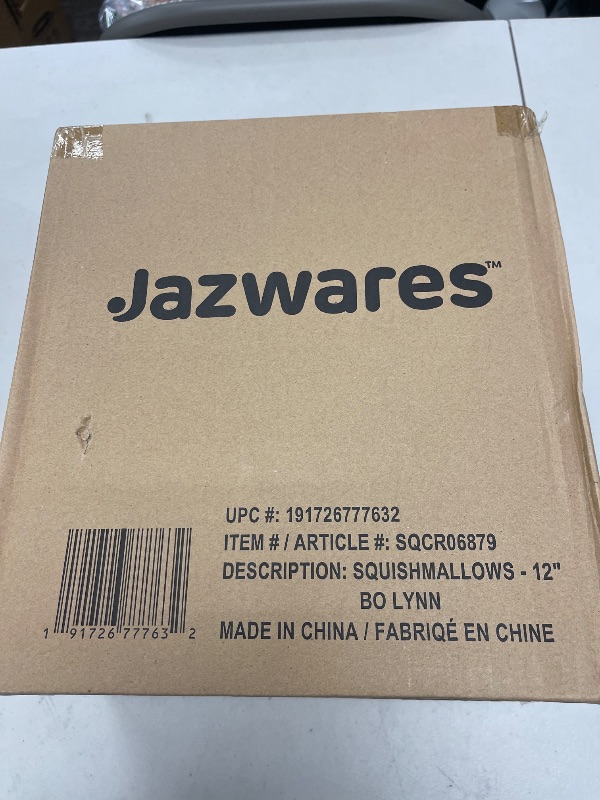 Jazwares™
UPC #: 191726777632
ITEM # / ARTICLE #: SQCR06879
DESCRIPTION: SQUISHMALLOWS - 12"
BO LYNN
MADE IN CHINA / FABRIQÉ EN CHINE
1 91726 77763 2